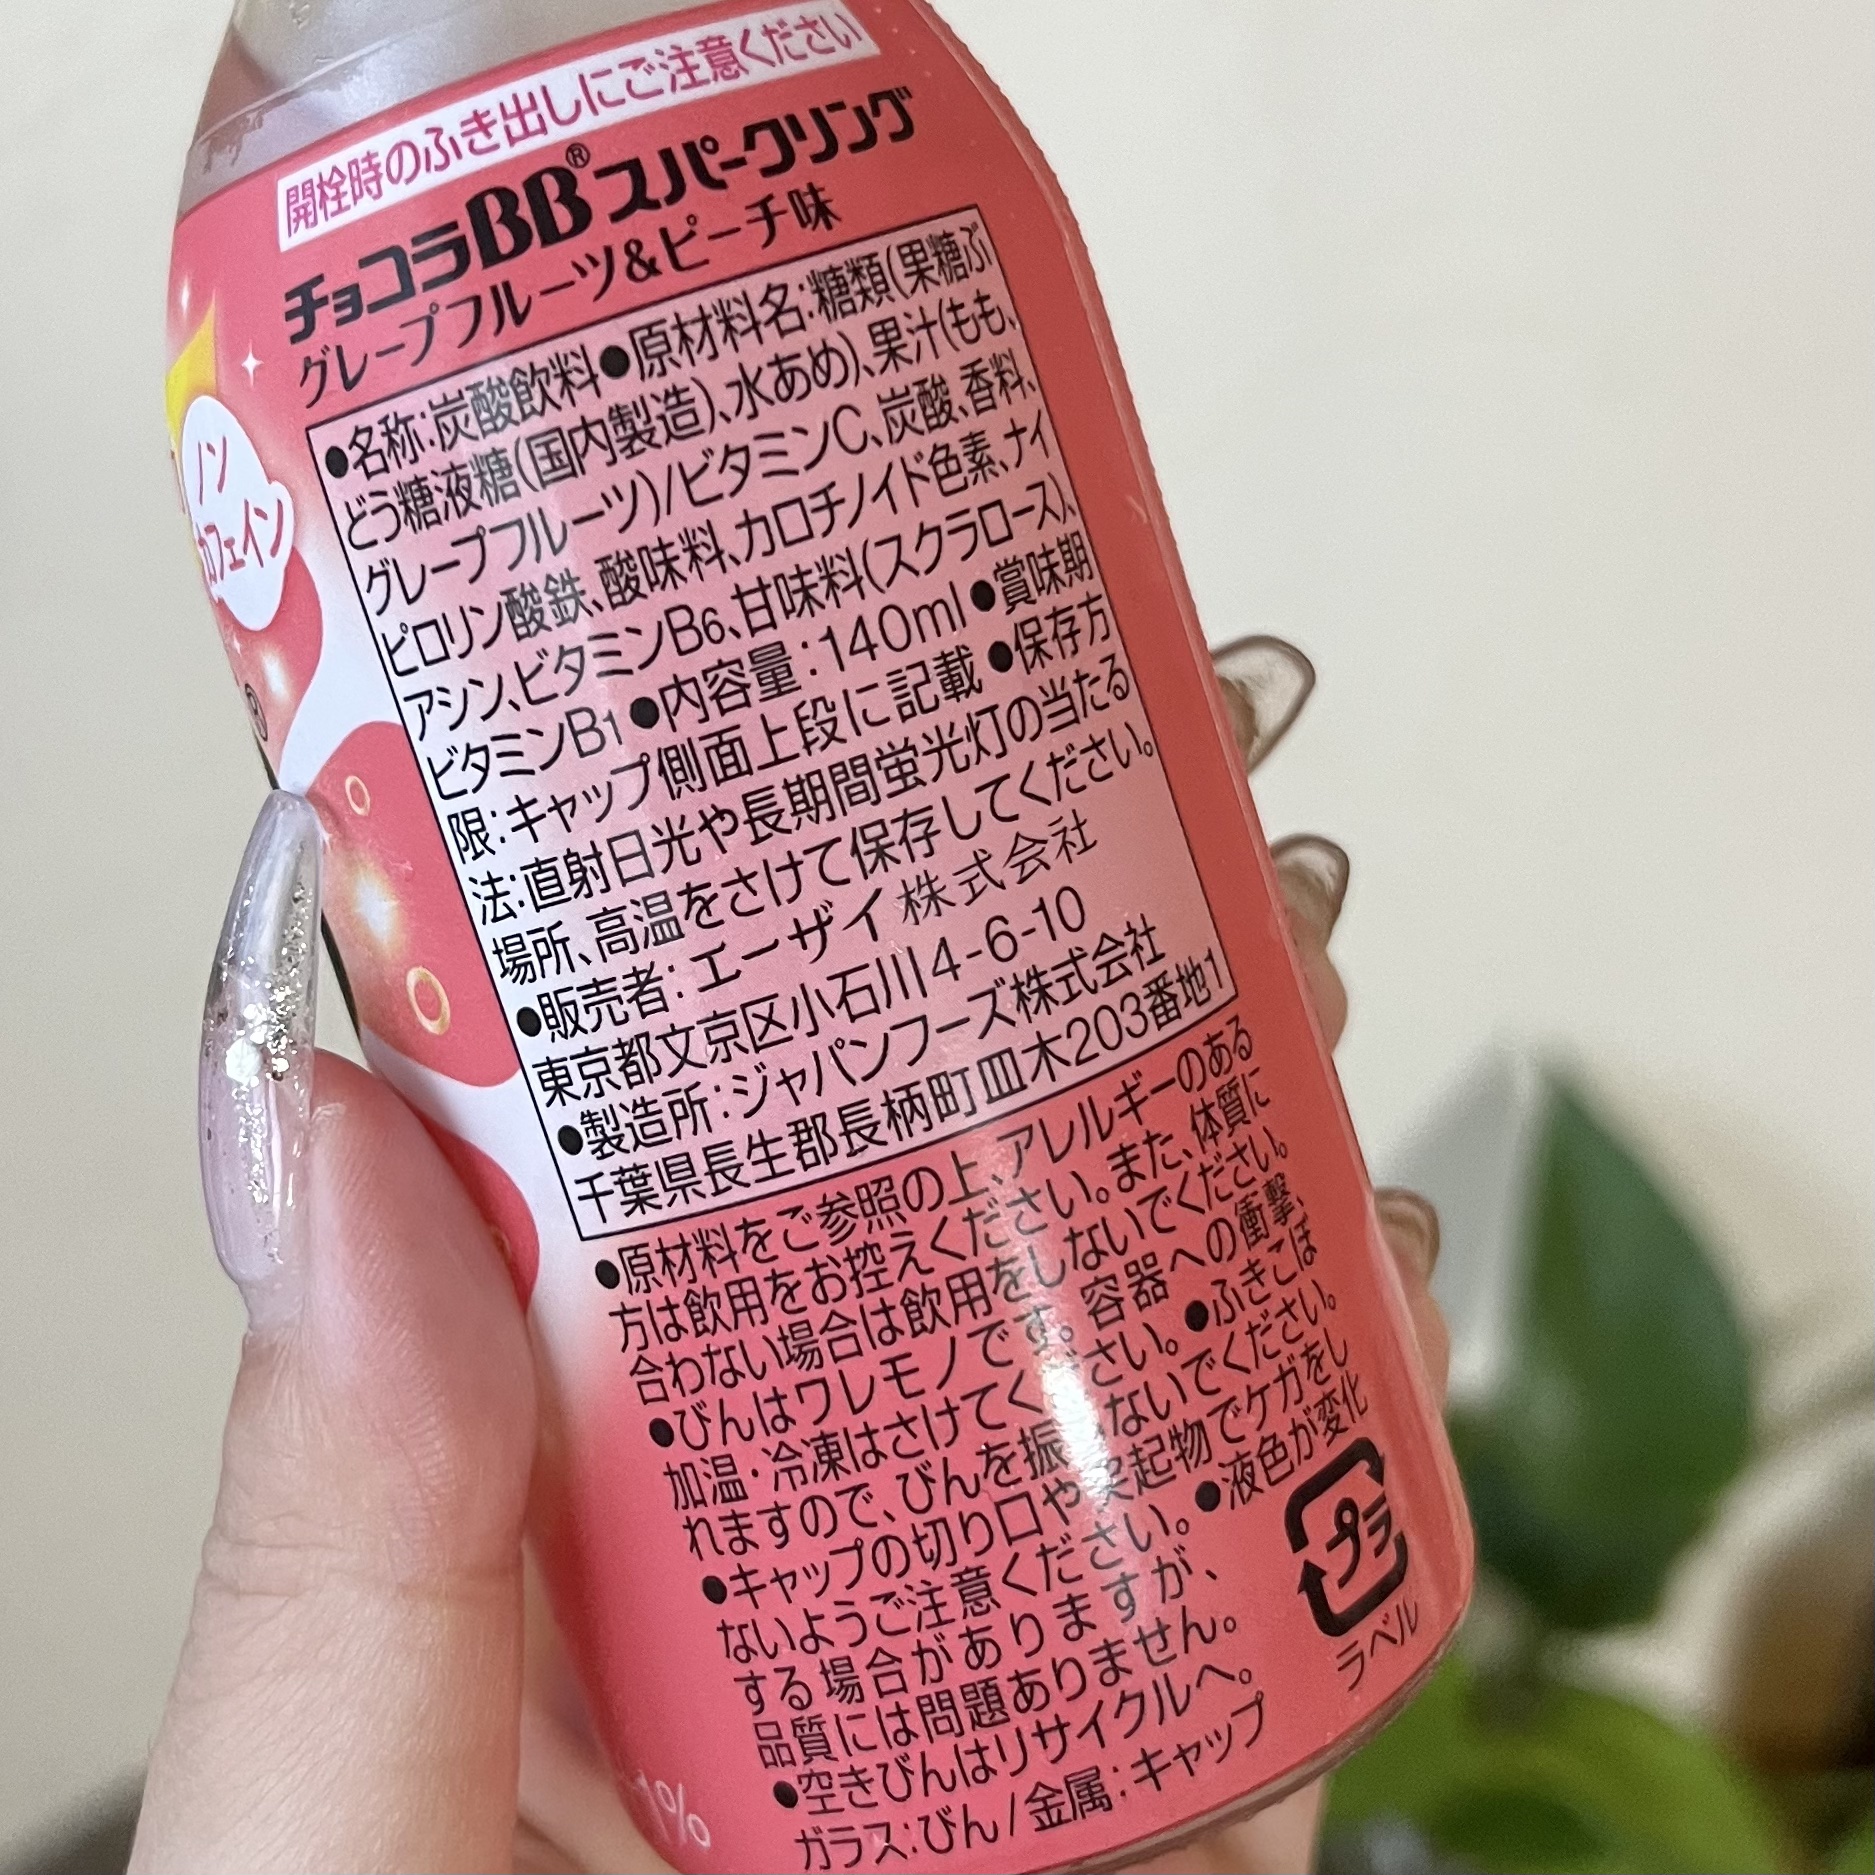 開栓時のふき出しにご注意ください
チョコラBB®スパークリング
グレープフルーツ&ピーチ味
●名称:炭酸飲料●原材料名:糖類(果糖ぶ
どう糖液糖(国内製造)、水あめ)、果汁(もも、
グレープフルーツ)/ビタミンC、炭酸、香料、
ピロリン酸鉄、酸味料、カロチノイド色素、ナイ
アシン、ビタミンB6、甘味料(スクラロース)、
ビタミンB1●内容量:140ml●賞味期
限:キャップ側面上段に記載●保存方
法:直射日光や長期間蛍光灯の当たる
場所、高温をさけて保存してください。
●販売者:エーザイ株式会社
東京都文京区小石川4-6-10
●製造所:ジャパンフーズ株式会社
千葉県長生郡長柄町皿木203番地1
●原材料をご参照の上、アレルギーのある
方は飲用をお控えください。また、体質に
合わない場合は飲用をしないでください。
●びんはワレモノです。容器への衝撃、
加温・冷凍はさけてください。●ふきこぼ
れますので、びんを振らないでください。
●キャップの切り口や突起物でケガをし
ないようご注意ください。●液色が変化
する場合がありますが、
品質には問題ありません。
●空きびんはリサイクルへ。
ガラス:びん/金属:キャップ
プラ
ラベル
ノン
カフェイン
®
1%